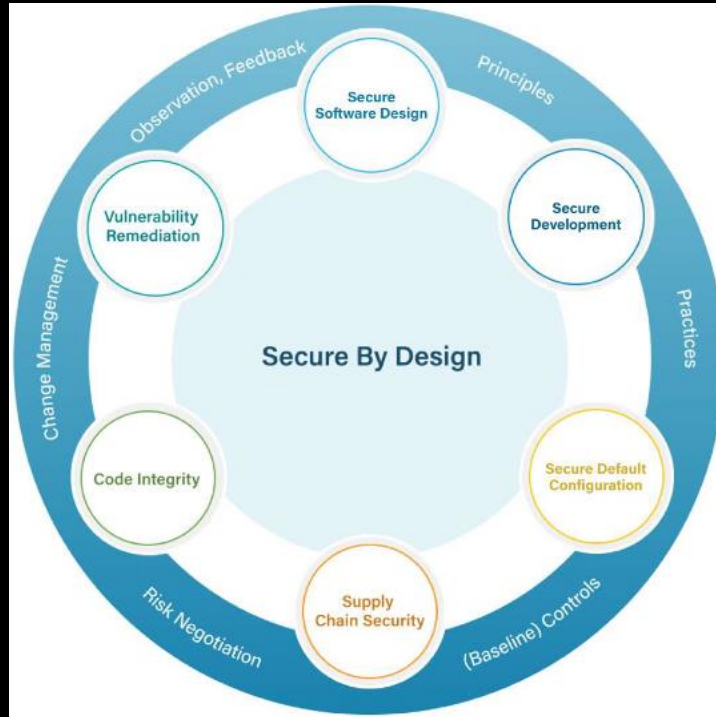 Observation, Feedback
Principles
Secure
Software Design
Vulnerability
Remediation
Secure
Development
Change Management
Practices
Secure By Design
Code Integrity
Secure Default
Configuration
Supply
Chain Security
Risk Negotiation
(Baseline) Controls